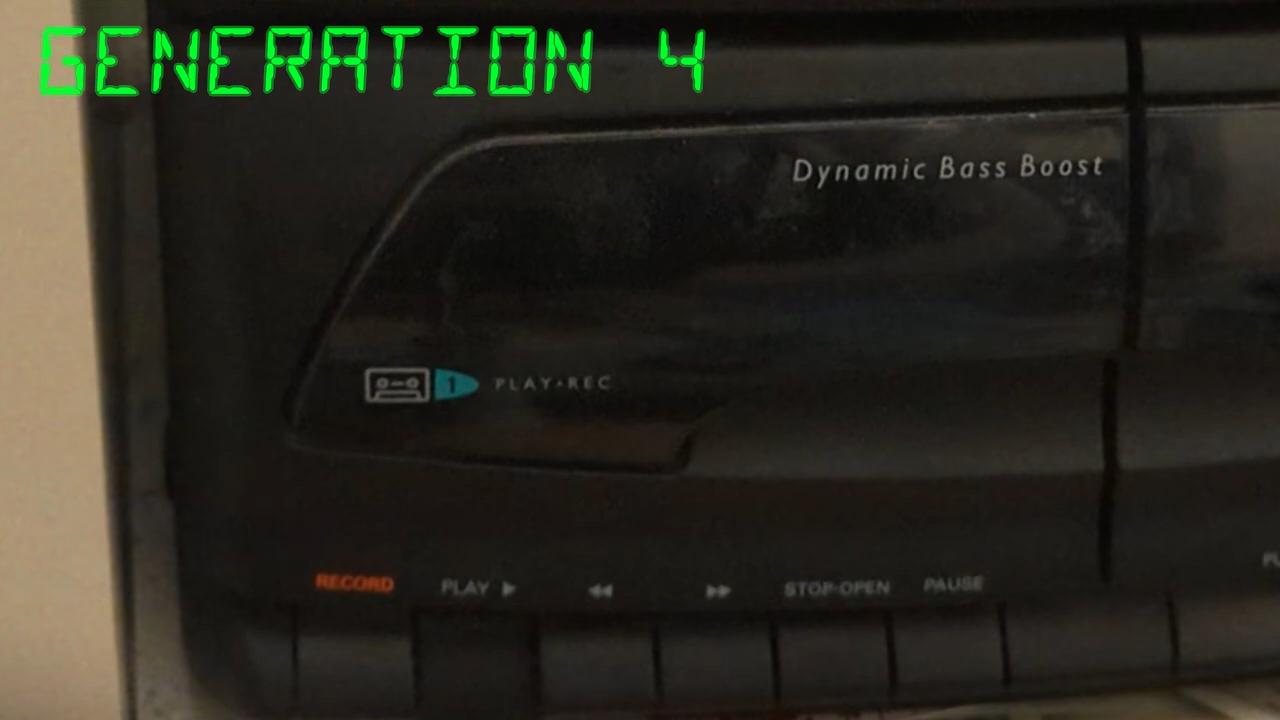 GENERATION 4
Dynamic Bass Boost
1 PLAY•REC
RECORD PLAY ▶ ◀◀ ▶▶ STOP•OPEN PAUSE